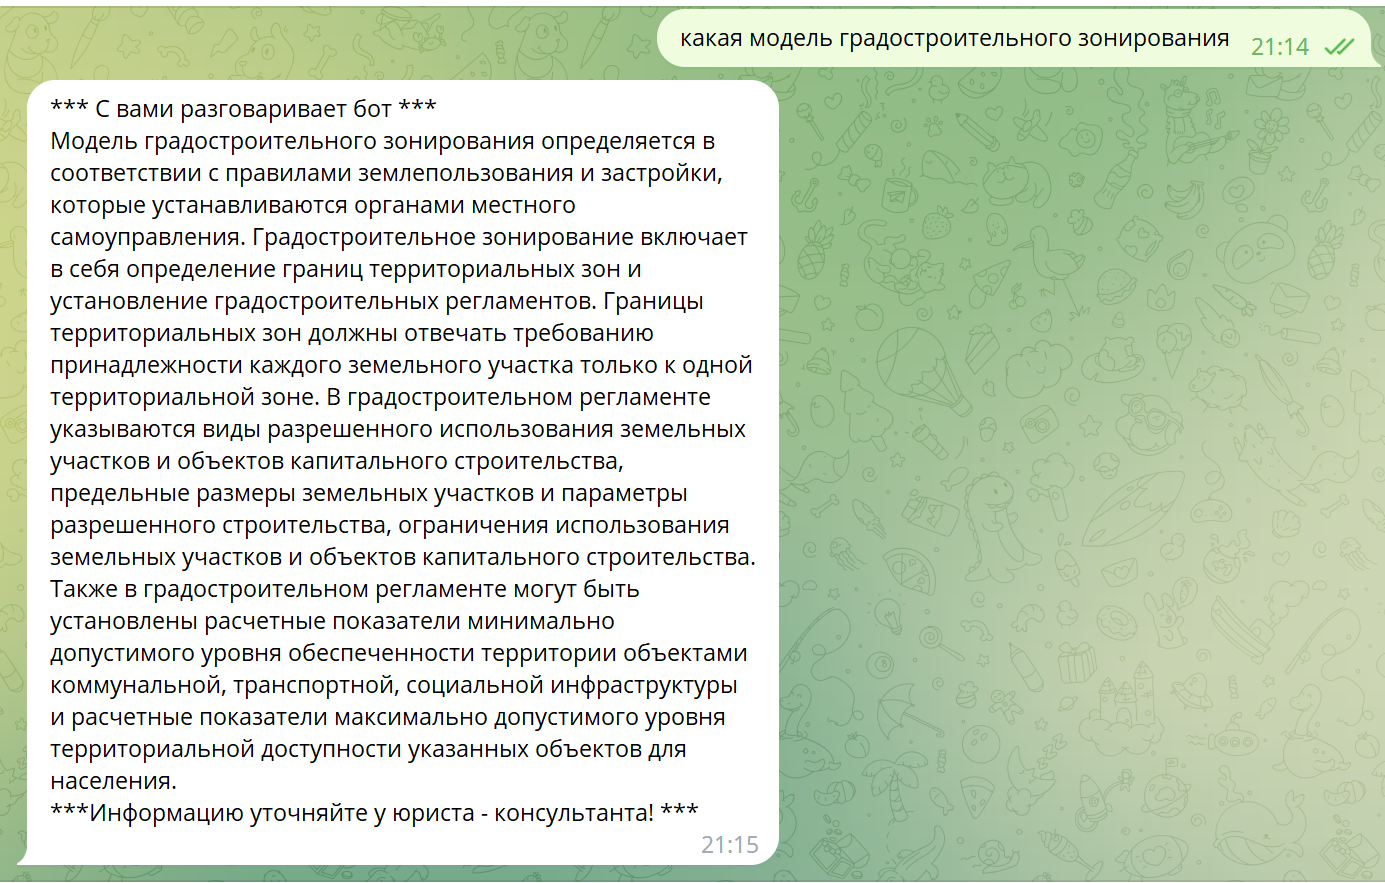 какая модель градостроительного зонирования
21:14
*** С вами разговаривает бот ***
Модель градостроительного зонирования определяется в
соответствии с правилами землепользования и застройки,
которые устанавливаются органами местного
самоуправления. Градостроительное зонирование включает
в себя определение границ территориальных зон и
установление градостроительных регламентов. Границы
территориальных зон должны отвечать требованию
принадлежности каждого земельного участка только к одной
территориальной зоне. В градостроительном регламенте
указываются виды разрешенного использования земельных
участков и объектов капитального строительства,
предельные размеры земельных участков и параметры
разрешенного строительства, ограничения использования
земельных участков и объектов капитального строительства.
Также в градостроительном регламенте могут быть
установлены расчетные показатели минимально
допустимого уровня обеспеченности территории объектами
коммунальной, транспортной, социальной инфраструктуры
и расчетные показатели максимально допустимого уровня
территориальной доступности указанных объектов для
населения.
***Информацию уточняйте у юриста - консультанта! ***
21:15